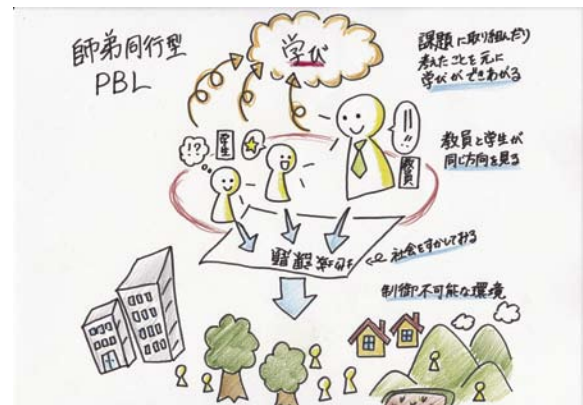 師弟同行型
PBL
学び
課題に取り組んだり
考えたことを元に
学びができあがる
教員と学生が
同じ方向を見る
!?
学生
!!
教員
社会をすかしてみる
制御不可能な環境